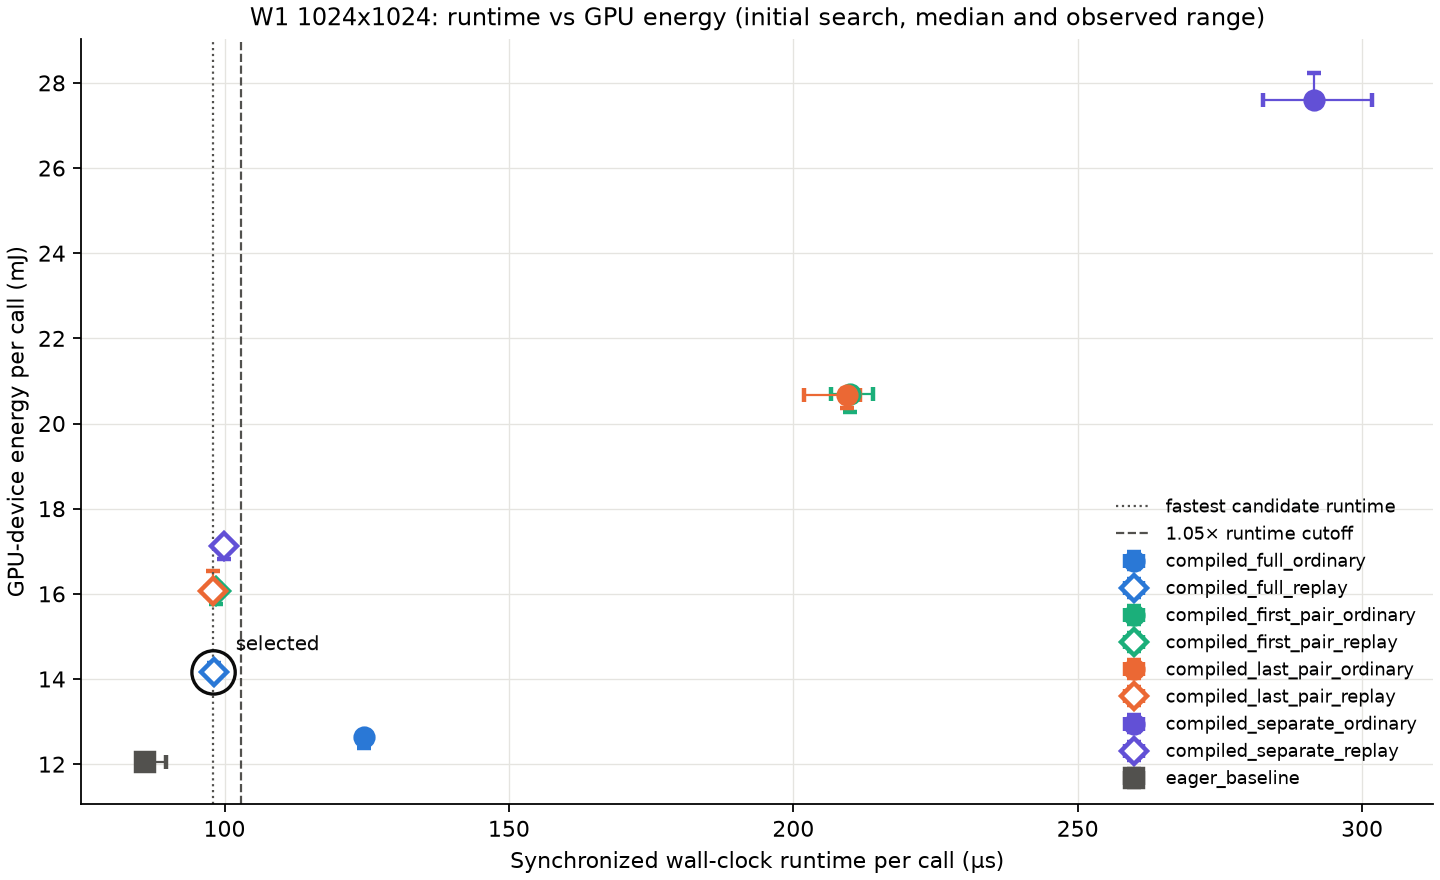 W1 1024x1024: runtime vs GPU energy (initial search, median and observed range)
GPU-device energy per call (mJ)
28
26
24
22
20
18
16
14
12
selected
fastest candidate runtime
1.05× runtime cutoff
compiled_full_ordinary
compiled_full_replay
compiled_first_pair_ordinary
compiled_first_pair_replay
compiled_last_pair_ordinary
compiled_last_pair_replay
compiled_separate_ordinary
compiled_separate_replay
eager_baseline
100
150
200
250
300
Synchronized wall-clock runtime per call (µs)